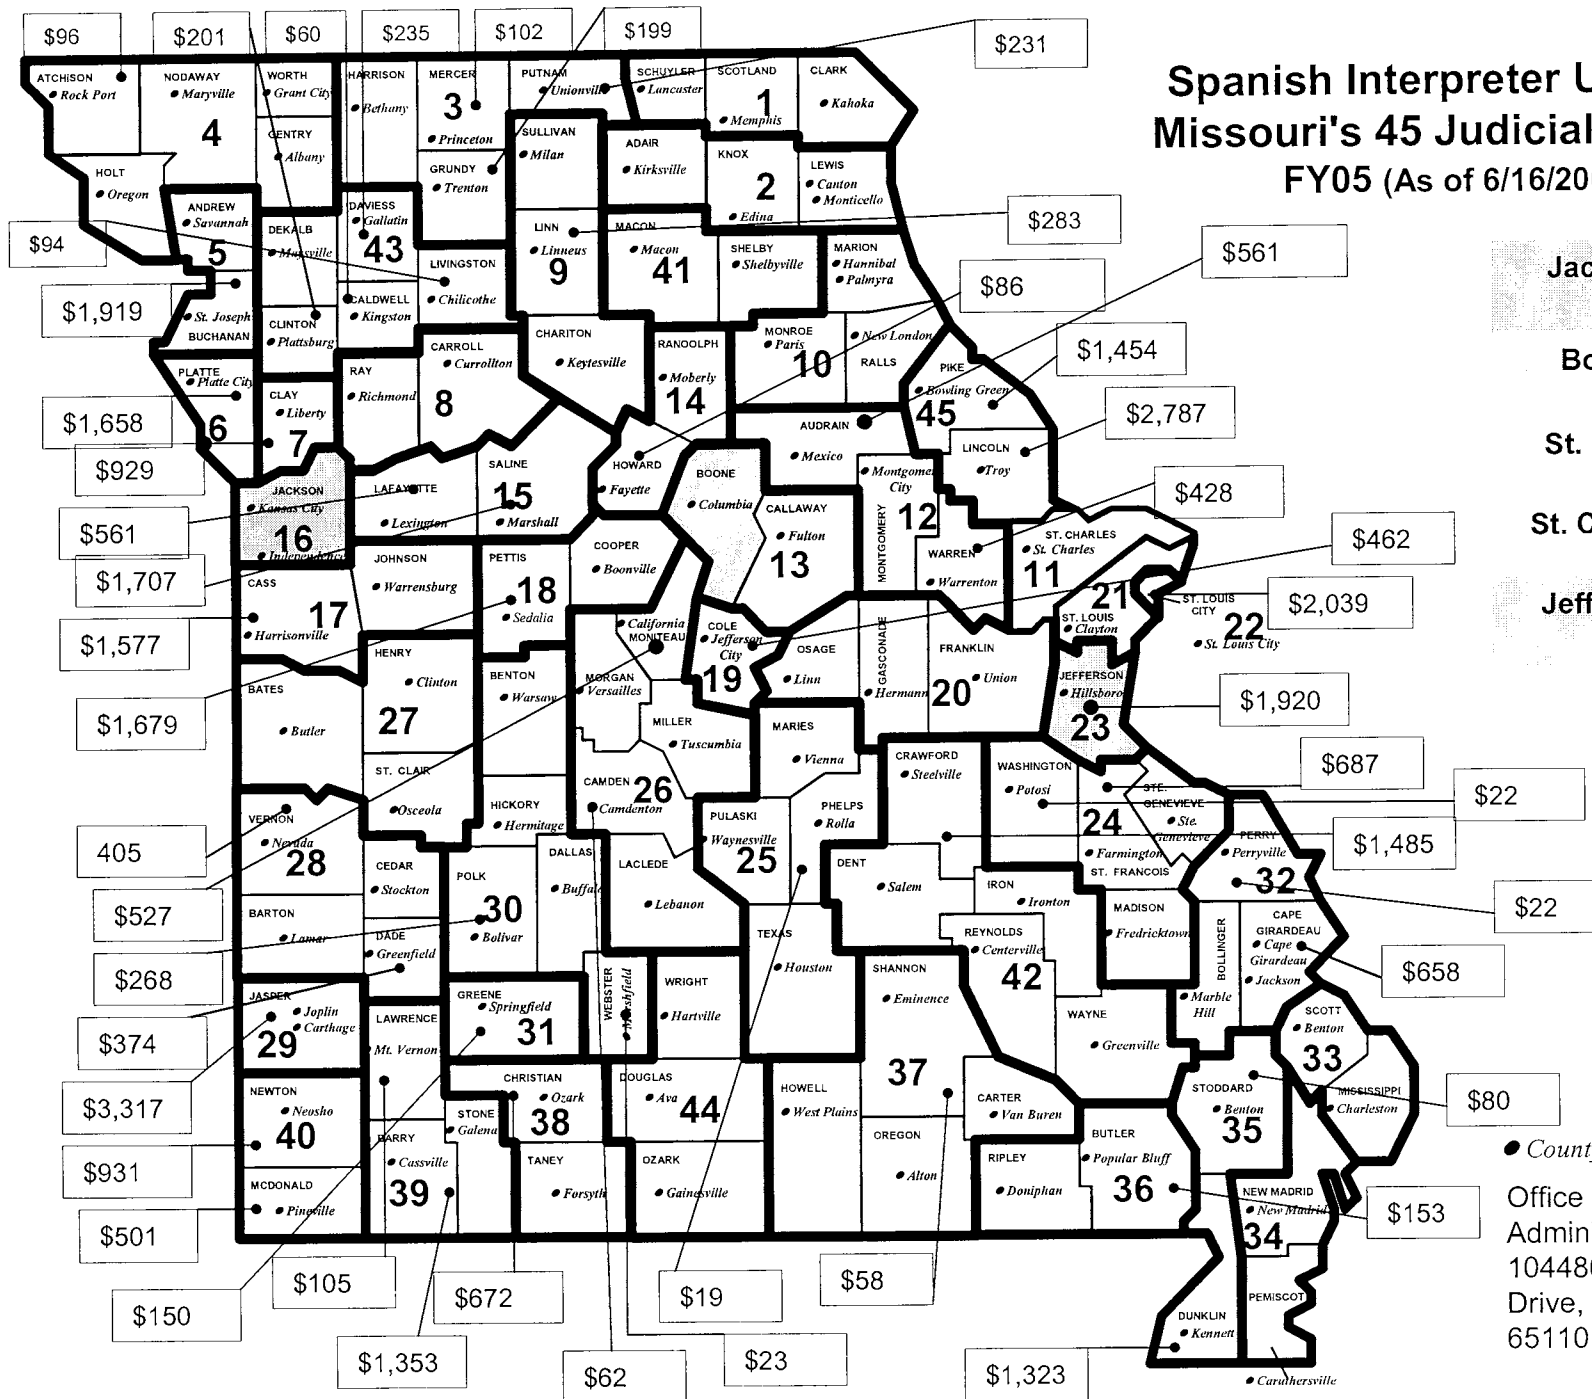 $96
$201
$60
$235
$102
$199
$231
Spanish Interpreter U
Missouri's 45 Judicial
FY05 (As of 6/16/20
ATCHISON
Rock Port
NODAWAY
Maryville
4
WORTH
Grant City
GENTRY
Albany
HARRISON
Bethany
MERCER
3
Princeton
PUTNAM
Unionville
SCHUYLER
Lancaster
SCOTLAND
1
Memphis
CLARK
Kahoka
HOLT
Oregon
ANDREW
Savannah
5
DEKALB
Maysville
DAVIESS
Gallatin
43
GRUNDY
Trenton
SULLIVAN
Milan
ADAIR
Kirksville
KNOX
2
Edina
LEWIS
Canton
Monticello
$94
$1,919
St. Joseph
BUCHANAN
CLINTON
Plattsburg
CALDWELL
Kingston
LIVINGSTON
Chilicothe
LINN
Linneus
9
MACON
Macon
41
SHELBY
Shelbyville
MARION
Hannibal
Palmyra
$283
$561
$86
Jac
PLATTE
Platte City
6
CLAY
Liberty
7
RAY
Richmond
CARROLL
Currollton
8
CHARITON
Keytesville
RANOOLPH
Moberly
14
MONROE
Paris
10
New London
RALLS
PIKE
Bowling Green
45
$1,454
Bo
$1,658
$929
$2,787
St.
JACKSON
Kansas City
16
Independence
LAFAYETTE
Lexington
SALINE
15
Marshall
HOWARD
Fayette
BOONE
Columbia
AUDRAIN
Mexico
CALLAWAY
Fulton
13
Montgomery
City
MONTGOMERY
12
LINCOLN
Troy
WARREN
Warrenton
ST. CHARLES
St. Charles
11
$428
St. C
$561
$1,707
$462
$2,039
Jeff
CASS
17
Harrisonville
JOHNSON
Warrensburg
PETTIS
18
Sedalia
COOPER
Boonville
California
MONITEAU
COLE
Jefferson
City
19
OSAGE
Linn
GASCONADE
Hermann
FRANKLIN
Union
20
21
ST. LOUIS
Clayton
ST. LOUIS
CITY
22
St. Louis City
$1,577
$1,679
BATES
Butler
HENRY
Clinton
27
ST. CLAIR
Osceola
BENTON
Warsaw
HICKORY
Hermitage
MORGAN
Versailles
MILLER
Tuscumbia
CAMDEN
26
Camdenton
MARIES
Vienna
PHELPS
Rolla
CRAWFORD
Steelville
WASHINGTON
Potosi
JEFFERSON
Hillsboro
23
$1,920
$687
$22
$1,485
405
VERNON
Nevada
28
CEDAR
Stockton
POLK
30
Bolivar
DALLAS
Buffalo
LACLEDE
Lebanon
PULASKI
Waynesville
25
DENT
Salem
IRON
Ironton
24
Farmington
ST. FRANCOIS
STE.
GENEVIEVE
Ste.
Genevieve
PERRY
Perryville
32
$22
$527
$268
BARTON
Lamar
DADE
Greenfield
TEXAS
Houston
REYNOLDS
Centerville
42
MADISON
Fredricktown
BOLLINGER
Marble
Hill
CAPE
GIRARDEAU
Cape
Girardeau
Jackson
$658
$374
$3,317
JASPER
Joplin
Carthage
29
LAWRENCE
Mt. Vernon
GREENE
Springfield
31
WEBSTER
Marshfield
WRIGHT
Hartville
SHANNON
Eminence
37
WAYNE
Greenville
SCOTT
Benton
33
MISSISSIPPI
Charleston
$80
NEWTON
Neosho
40
MCDONALD
Pineville
$931
$501
BARRY
Cassville
39
STONE
Galena
CHRISTIAN
Ozark
38
TANEY
Forsyth
DOUGLAS
Ava
44
OZARK
Gainesville
HOWELL
West Plains
OREGON
Alton
CARTER
Van Buren
RIPLEY
Doniphan
BUTLER
Popular Bluff
36
STODDARD
Benton
35
NEW MADRID
New Madrid
34
$153
County
Office
Admin
104480
Drive,
65110
$150
$105
$1,353
$672
$62
$19
$23
$58
$1,323
DUNKLIN
Kennett
PEMISCOT
Caruthersville